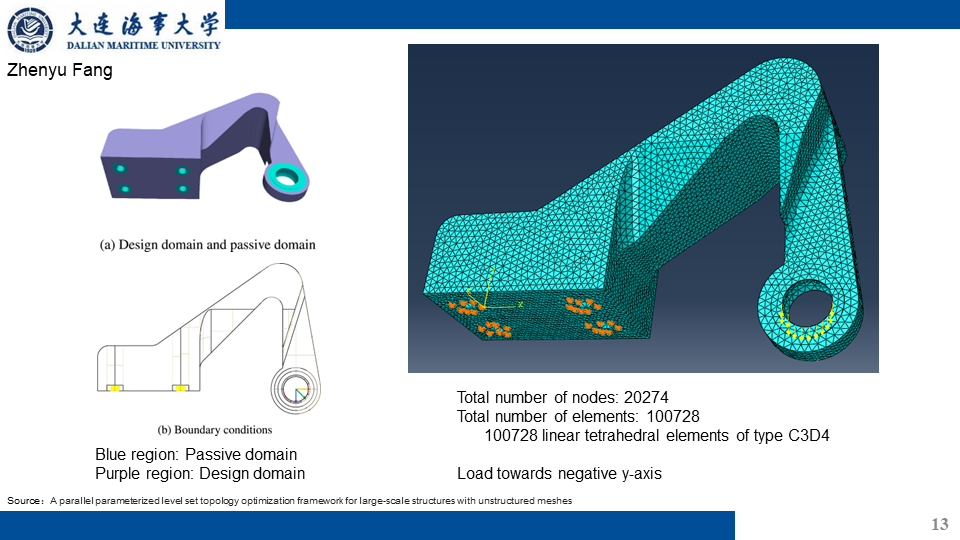 大连海事大学
DALIAN MARITIME UNIVERSITY
Zhenyu Fang
(a) Design domain and passive domain
(b) Boundary conditions
Blue region: Passive domain
Purple region: Design domain
Total number of nodes: 20274
Total number of elements: 100728
100728 linear tetrahedral elements of type C3D4
Load towards negative y-axis
Source：A parallel parameterized level set topology optimization framework for large-scale structures with unstructured meshes
13